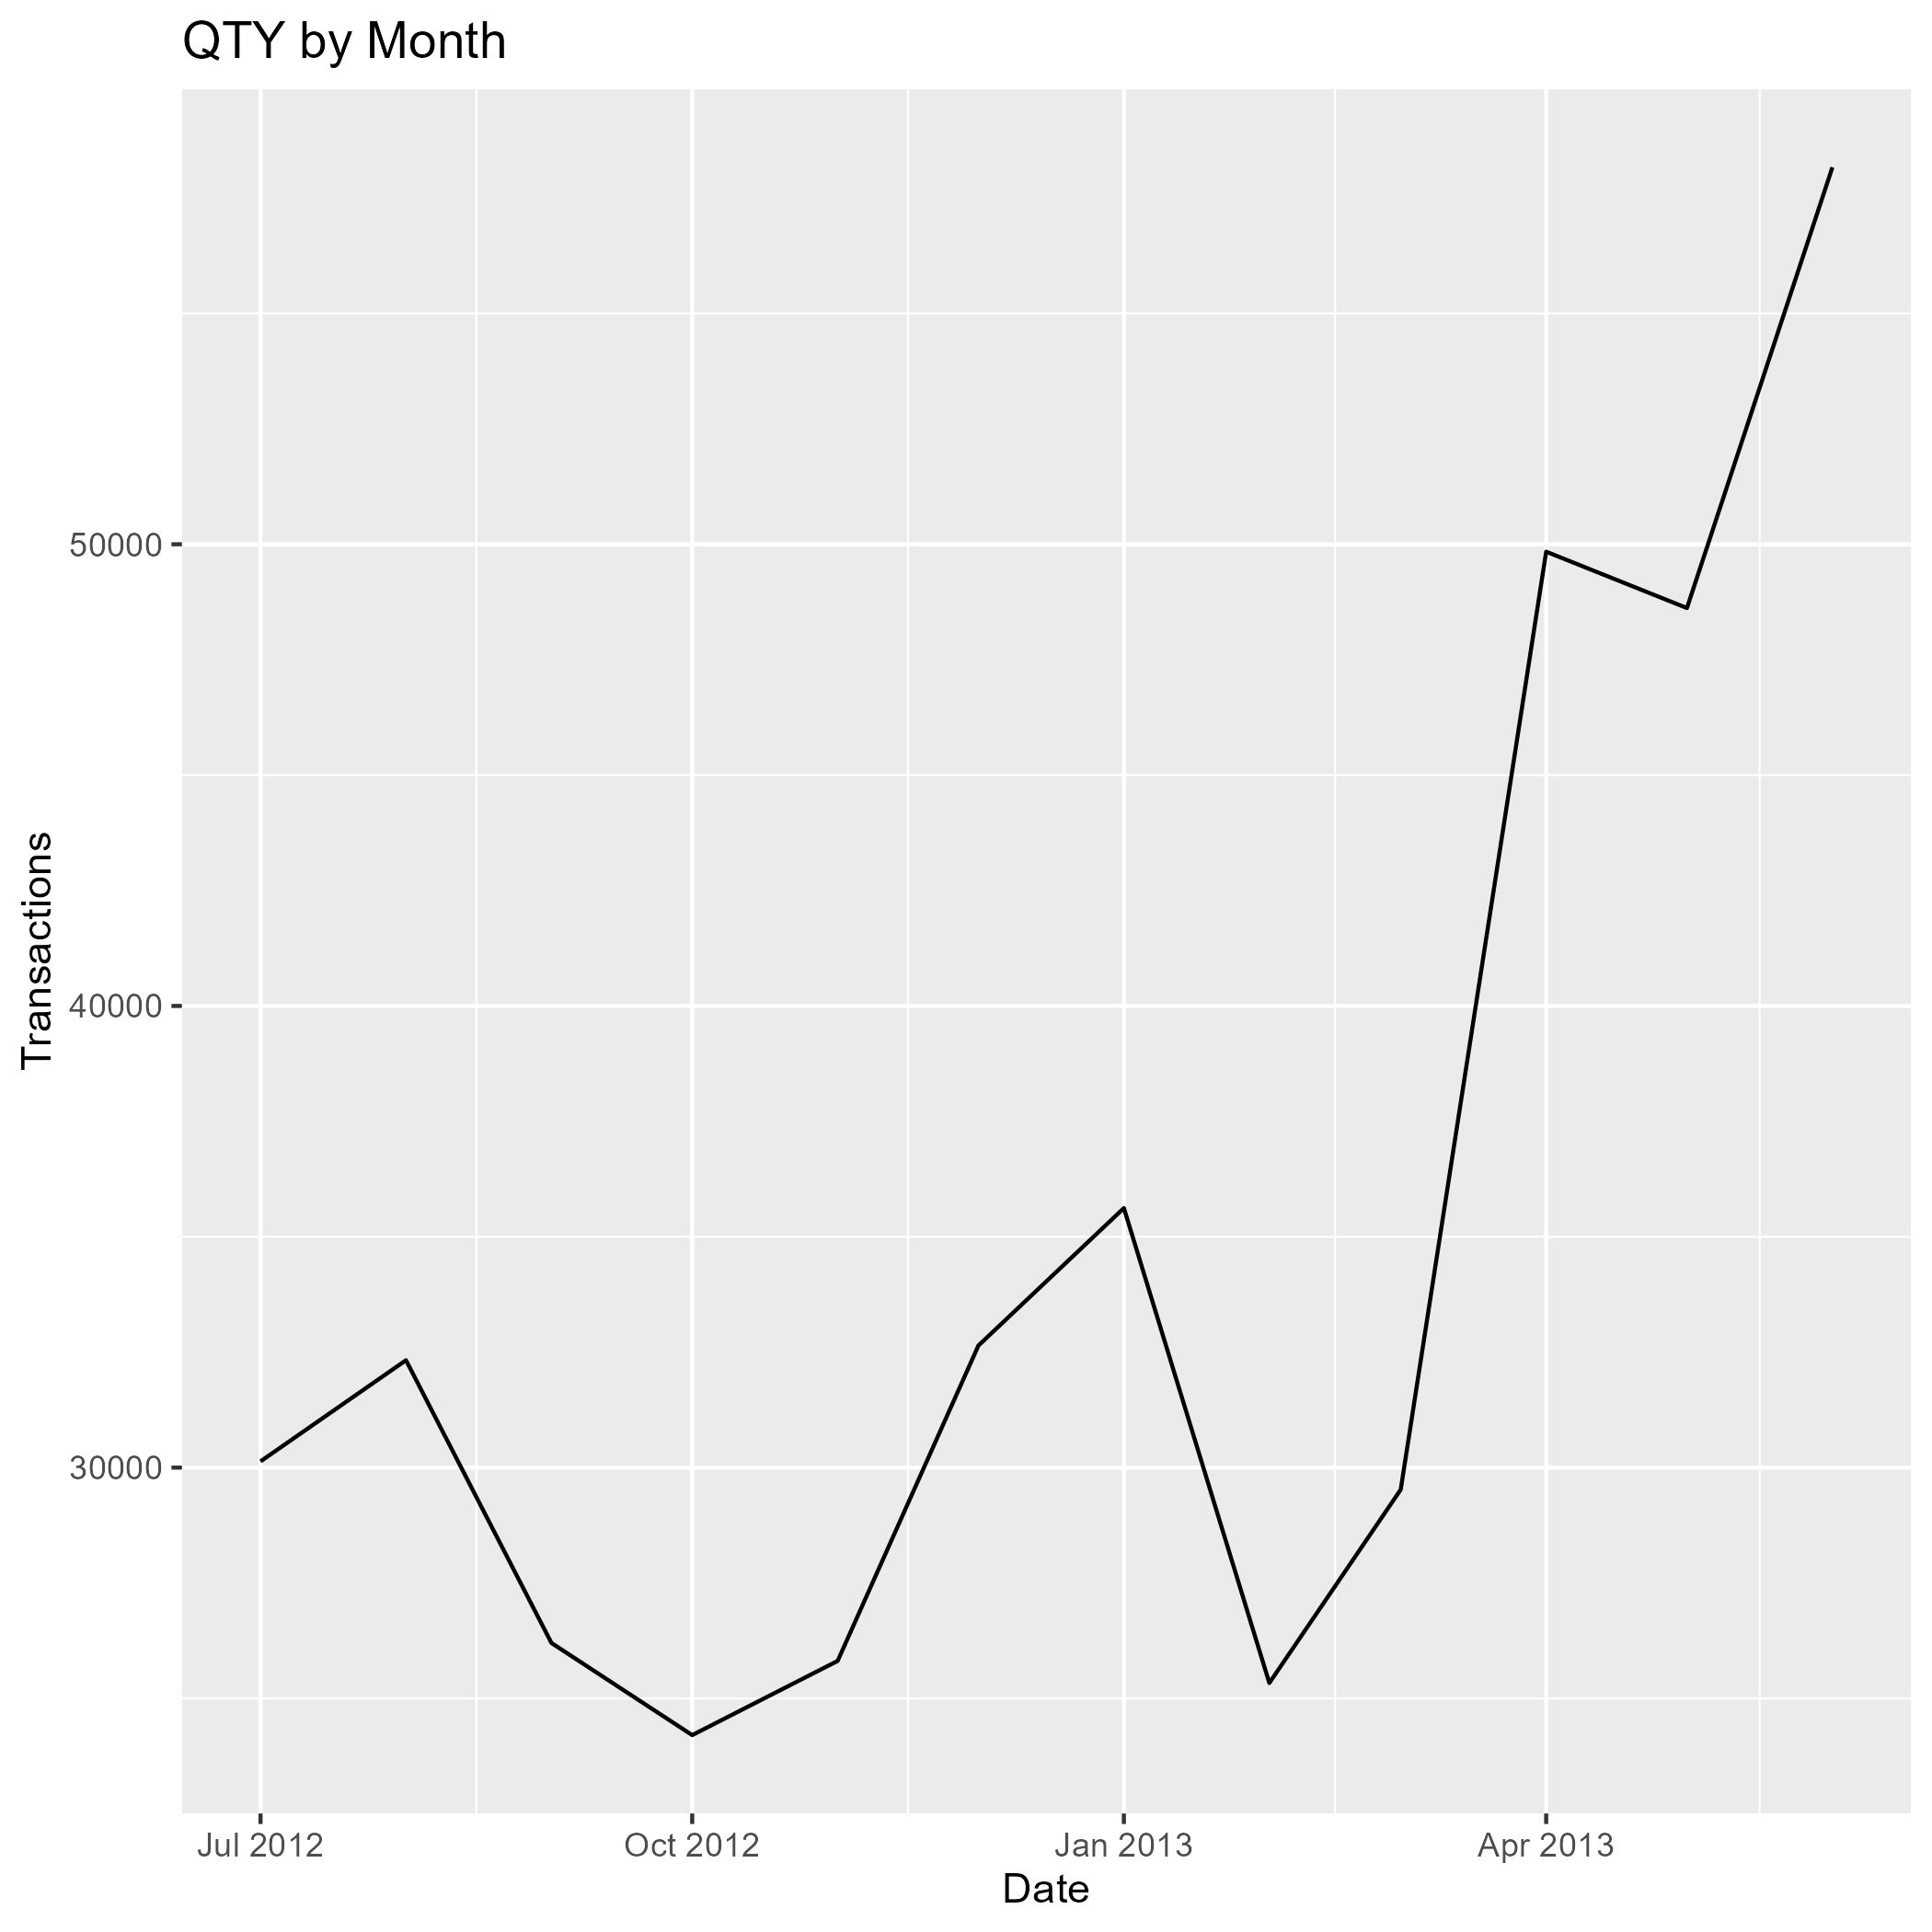 QTY by Month
Transactions
50000
40000
30000
Jul 2012
Oct 2012
Jan 2013
Apr 2013
Date